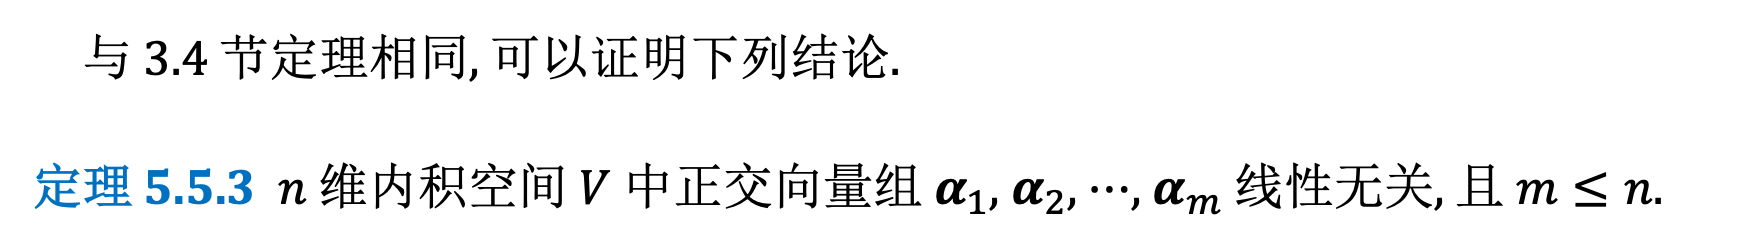 与 3.4 节定理相同, 可以证明下列结论.
定理 5.5.3 n 维内积空间 V 中正交向量组 α₁, α₂, ⋯, αₘ 线性无关, 且 m ≤ n.